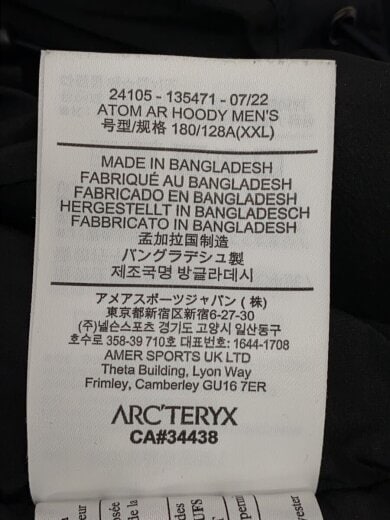 24105 - 135471 - 07/22
ATOM AR HOODY MEN'S
号型/规格 180/128A(XXL)
MADE IN BANGLADESH
FABRIQUÉ AU BANGLADESH
FABRICADO EN BANGLADESH
HERGESTELLT IN BANGLADESCH
FABBRICATO IN BANGLADESH
孟加拉国制造
バングラデシュ製
제조국명 방글라데시
アメアスポーツジャパン (株)
東京都新宿区新宿6-27-30
(주)넬슨스포츠 경기도 고양시 일산동구
호수로 358-39 710호 대표번호: 1644-1708
AMER SPORTS UK LTD
Theta Building, Lyon Way
Frimley, Camberley GU16 7ER
ARC'TERYX
CA#34438